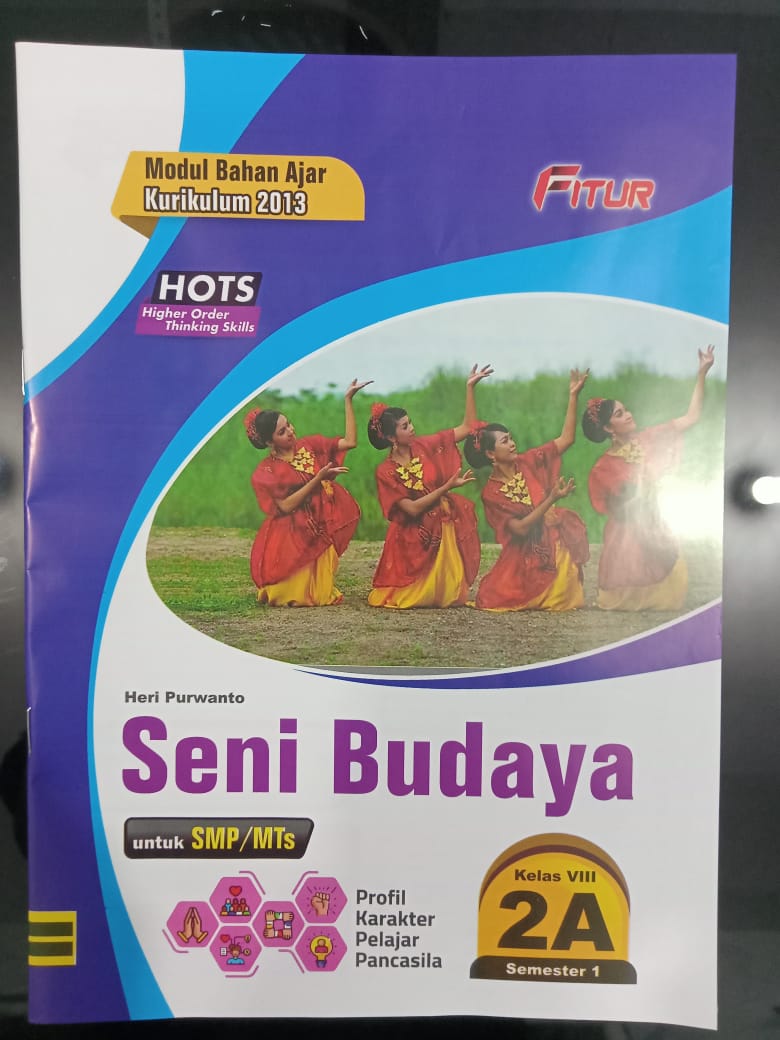 Modul Bahan Ajar
Kurikulum 2013
FITUR
HOTS
Higher Order
Thinking Skills
Heri Purwanto
Seni Budaya
untuk SMP/MTs
Profil
Karakter
Pelajar
Pancasila
Kelas VIII
2A
Semester 1